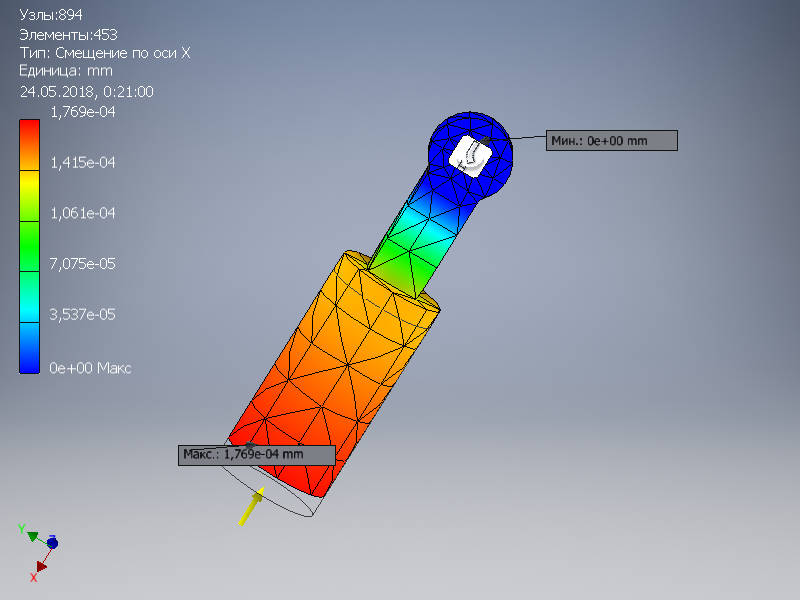 Узлы:894
Элементы:453
Тип: Смещение по оси X
Единица: mm
24.05.2018, 0:21:00
1,769e-04
1,415e-04
1,061e-04
7,075e-05
3,537e-05
0e+00 Макс
Мин.: 0e+00 mm
Макс.: 1,769e-04 mm
Y
Z
X